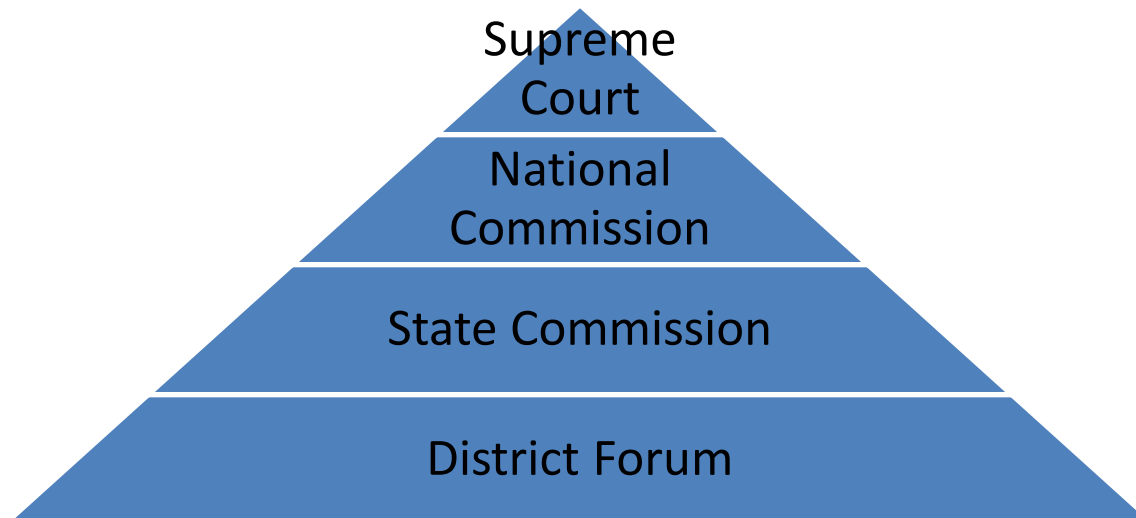 Supreme
Court
National
Commission
State Commission
District Forum